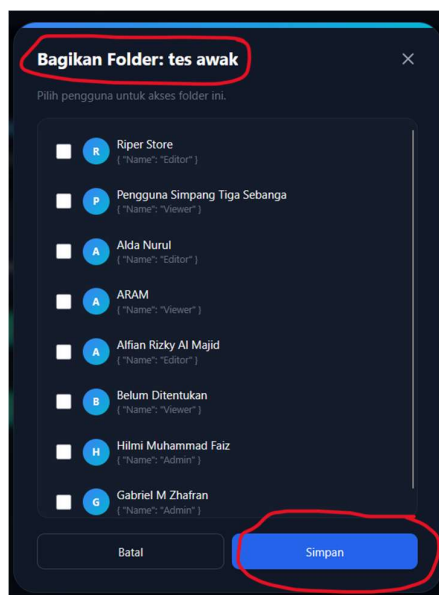 Bagikan Folder: tes awak
Pilih pengguna untuk akses folder ini.
R
Riper Store
{ "Name": "Editor" }
P
Pengguna Simpang Tiga Sebanga
{ "Name": "Viewer" }
A
Alda Nurul
{ "Name": "Editor" }
A
ARAM
{ "Name": "Viewer" }
A
Alfian Rizky Al Majid
{ "Name": "Editor" }
B
Belum Ditentukan
{ "Name": "Viewer" }
H
Hilmi Muhammad Faiz
{ "Name": "Admin" }
G
Gabriel M Zhafran
{ "Name": "Admin" }
Batal
Simpan